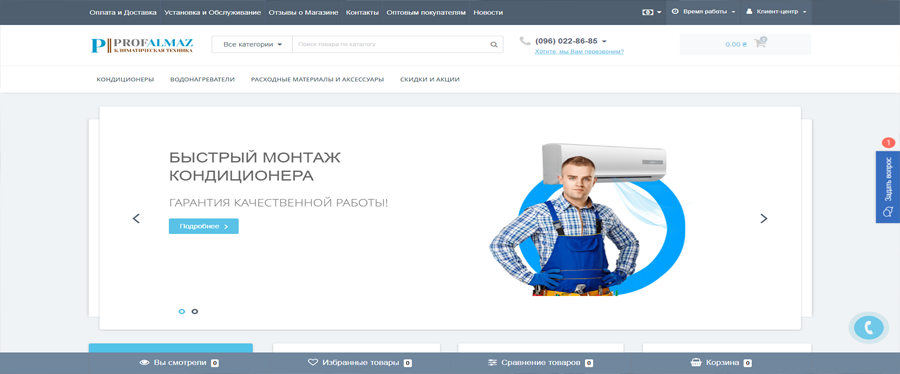 Оплата и Доставка Установка и Обслуживание Отзывы о Магазине Контакты Оптовым покупателям Новости Время работы Клиент-центр
PROFALMAZ
КЛИМАТИЧЕСКАЯ ТЕХНИКА
Все категории Поиск товара по каталогу
(096) 022-86-85
Хотите, мы Вам перезвоним?
0.00 ₴ 0
КОНДИЦИОНЕРЫ ВОДОНАГРЕВАТЕЛИ РАСХОДНЫЕ МАТЕРИАЛЫ И АКСЕССУАРЫ СКИДКИ И АКЦИИ
БЫСТРЫЙ МОНТАЖ
КОНДИЦИОНЕРА
ГАРАНТИЯ КАЧЕСТВЕННОЙ РАБОТЫ!
Подробнее
1
Задать вопрос
Вы смотрели 0 Избранные товары 0 Сравнение товаров 0 Корзина 0